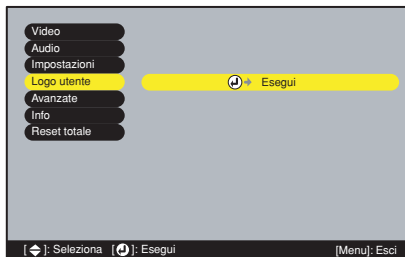 Video
Audio
Impostazioni
Logo utente
Esegui
Avanzate
Info
Reset totale
[ ]: Seleziona [ ]: Esegui [Menu]: Esci